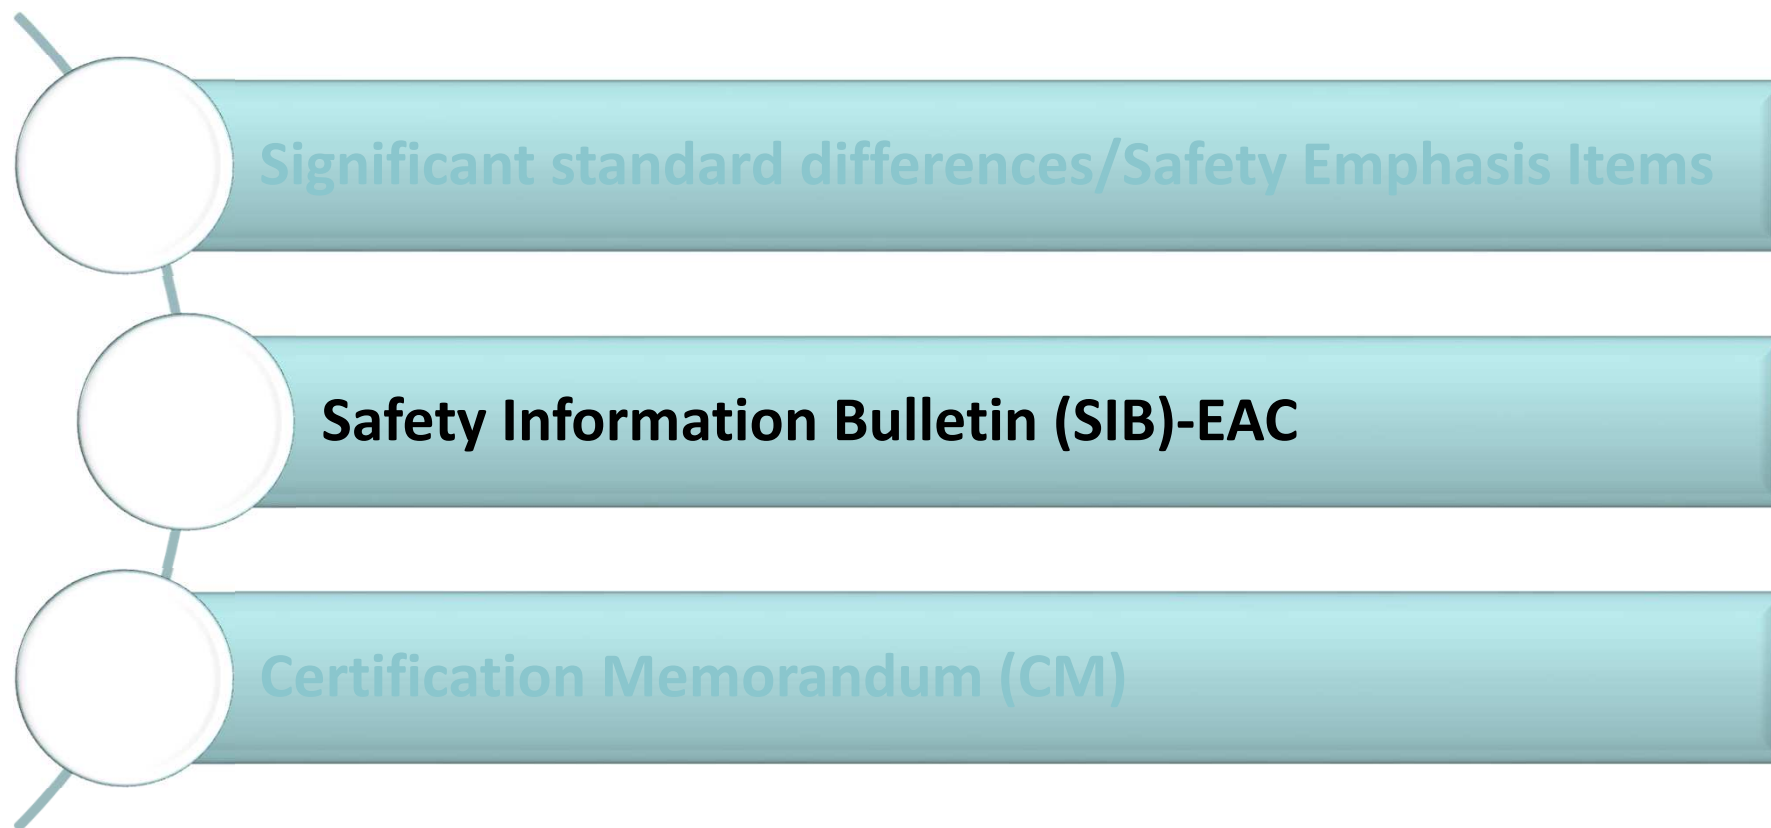 Significant standard differences/Safety Emphasis Items
Safety Information Bulletin (SIB)-EAC
Certification Memorandum (CM)